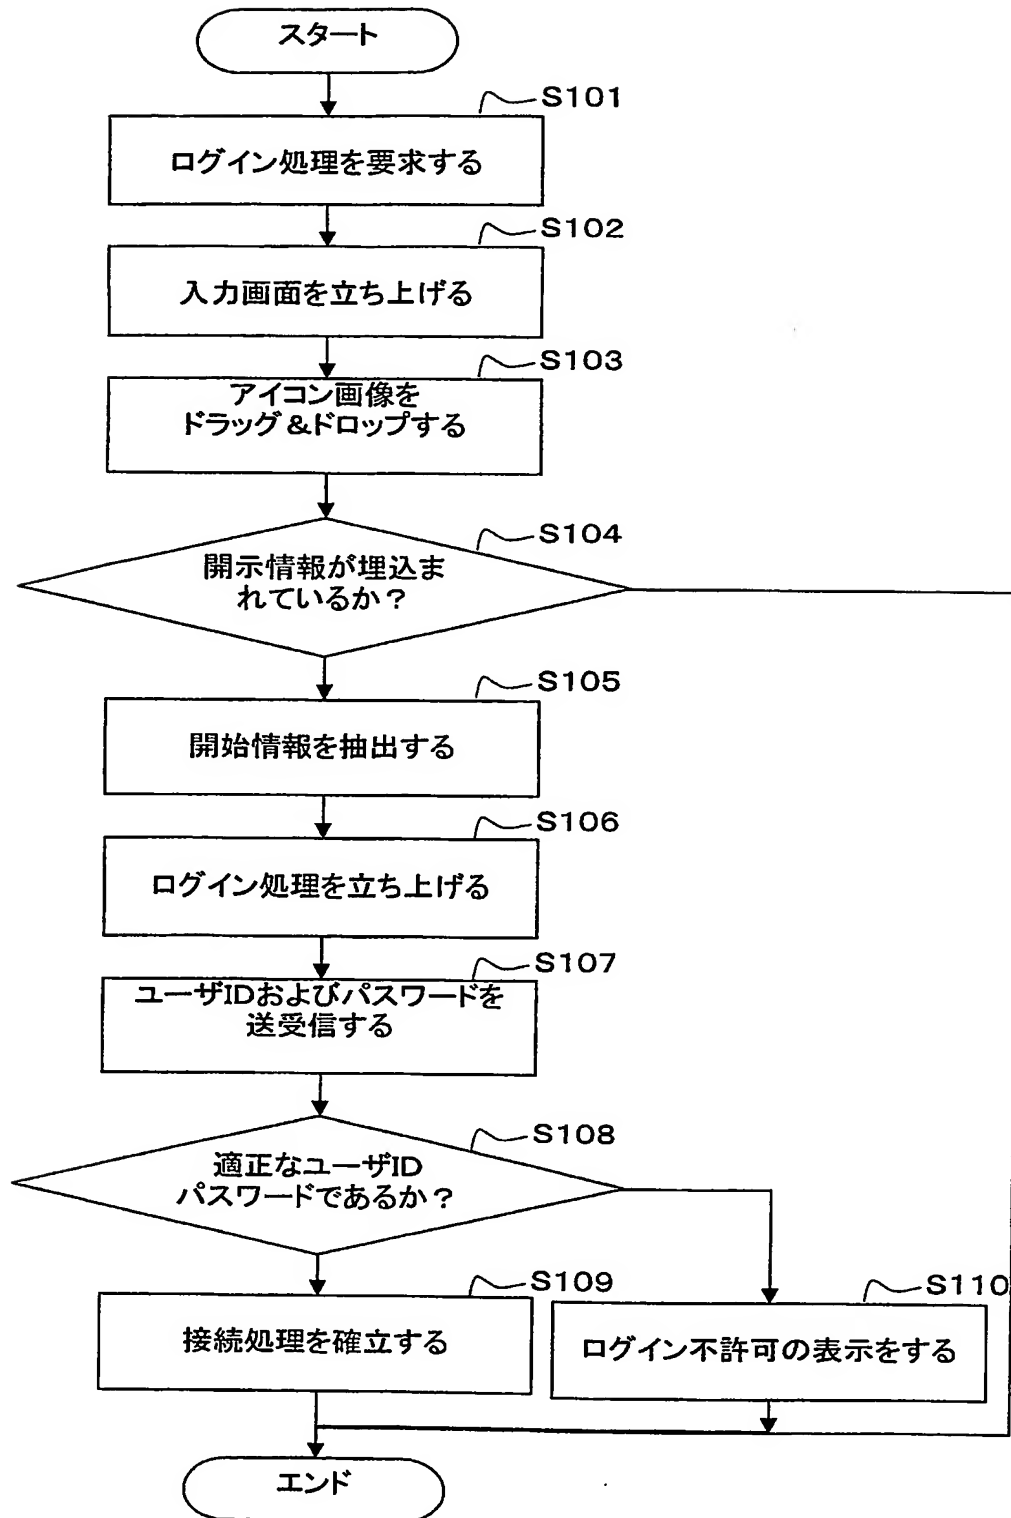 スタート
S101
ログイン処理を要求する
S102
入力画面を立ち上げる
S103
アイコン画像を
ドラッグ&ドロップする
S104
開示情報が埋込ま
れているか?
S105
開始情報を抽出する
S106
ログイン処理を立ち上げる
S107
ユーザIDおよびパスワードを
送受信する
S108
適正なユーザID
パスワードであるか?
S109
接続処理を確立する
S110
ログイン不許可の表示をする
エンド